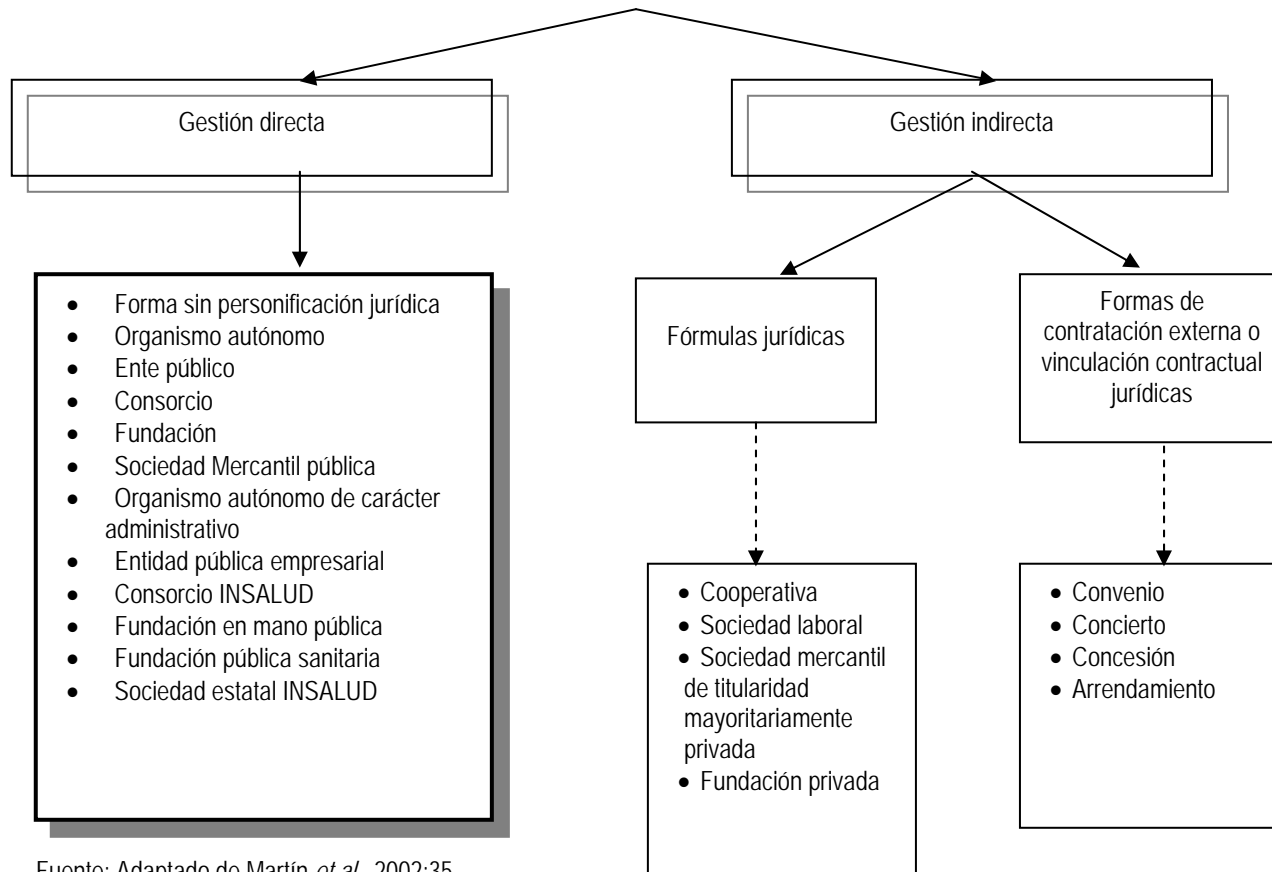 Gestión directa
Gestión indirecta
• Forma sin personificación jurídica
• Organismo autónomo
• Ente público
• Consorcio
• Fundación
• Sociedad Mercantil pública
• Organismo autónomo de carácter
administrativo
• Entidad pública empresarial
• Consorcio INSALUD
• Fundación en mano pública
• Fundación pública sanitaria
• Sociedad estatal INSALUD
Fórmulas jurídicas
Formas de
contratación externa o
vinculación contractual
jurídicas
• Cooperativa
• Sociedad laboral
• Sociedad mercantil
de titularidad
mayoritariamente
privada
• Fundación privada
• Convenio
• Concierto
• Concesión
• Arrendamiento
Fuente: Adaptado de Martín et al., 2002:35